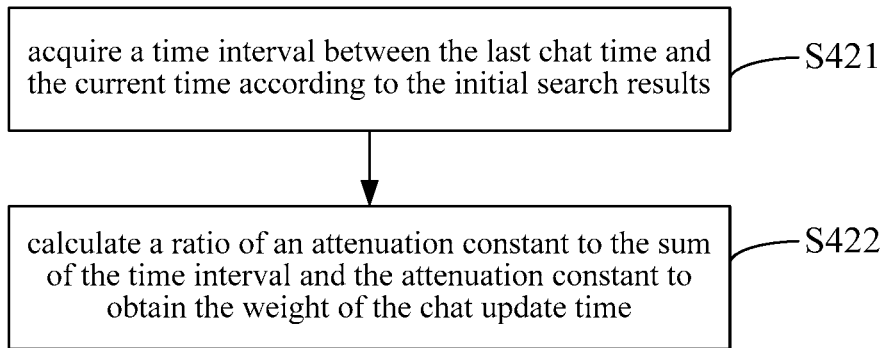 acquire a time interval between the last chat time and
the current time according to the initial search results
S421
calculate a ratio of an attenuation constant to the sum
of the time interval and the attenuation constant to
obtain the weight of the chat update time
S422